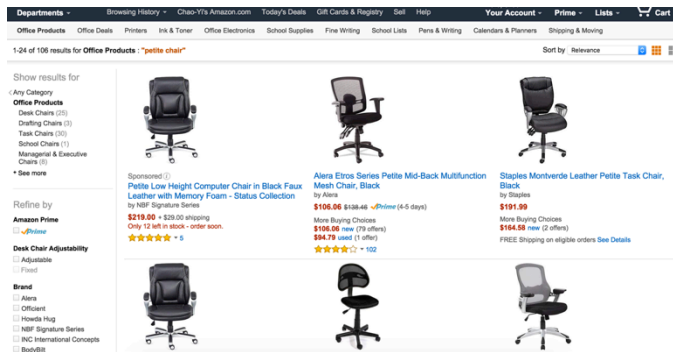 Departments
Browsing History Chao-Yi's Amazon.com Today's Deals Gift Cards & Registry Sell Help
Your Account Prime Lists Cart
Office Products Office Deals Printers Ink & Toner Office Electronics School Supplies Fine Writing School Lists Pens & Writing Calendars & Planners Shipping & Moving
1-24 of 106 results for Office Products : "petite chair"
Sort by Relevance
Show results for
‹ Any Category
Office Products
Desk Chairs (25)
Drafting Chairs (3)
Task Chairs (30)
School Chairs (1)
Managerial & Executive
Chairs (8)
+ See more
Refine by
Amazon Prime
Prime
Desk Chair Adjustability
Adjustable
Fixed
Brand
Alera
Officient
Howda Hug
NBF Signature Series
INC International Concepts
BodyBilt
Sponsored
Petite Low Height Computer Chair in Black Faux
Leather with Memory Foam - Status Collection
by NBF Signature Series
$219.00 + $29.00 shipping
Only 12 left in stock - order soon.
5
Alera Etros Series Petite Mid-Back Multifunction
Mesh Chair, Black
by Alera
$106.06 $138.46 Prime (4-5 days)
More Buying Choices
$106.06 new (79 offers)
$94.79 used (1 offer)
102
Staples Montverde Leather Petite Task Chair,
Black
by Staples
$191.99
More Buying Choices
$164.58 new (2 offers)
FREE Shipping on eligible orders See Details